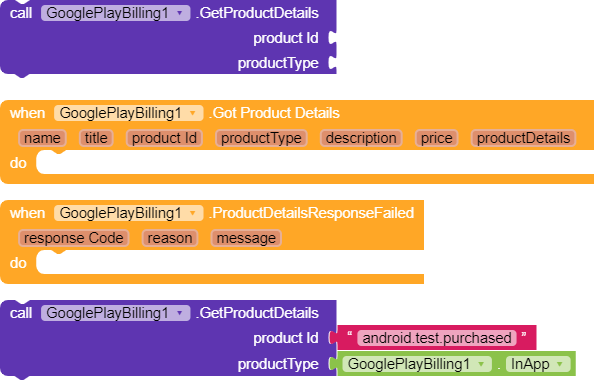 call GooglePlayBilling1 .GetProductDetails
product Id
productType
when GooglePlayBilling1 .Got Product Details
name title product Id productType description price productDetails
do
when GooglePlayBilling1 .ProductDetailsResponseFailed
response Code reason message
do
call GooglePlayBilling1 .GetProductDetails
product Id “ android.test.purchased ”
productType GooglePlayBilling1 . InApp